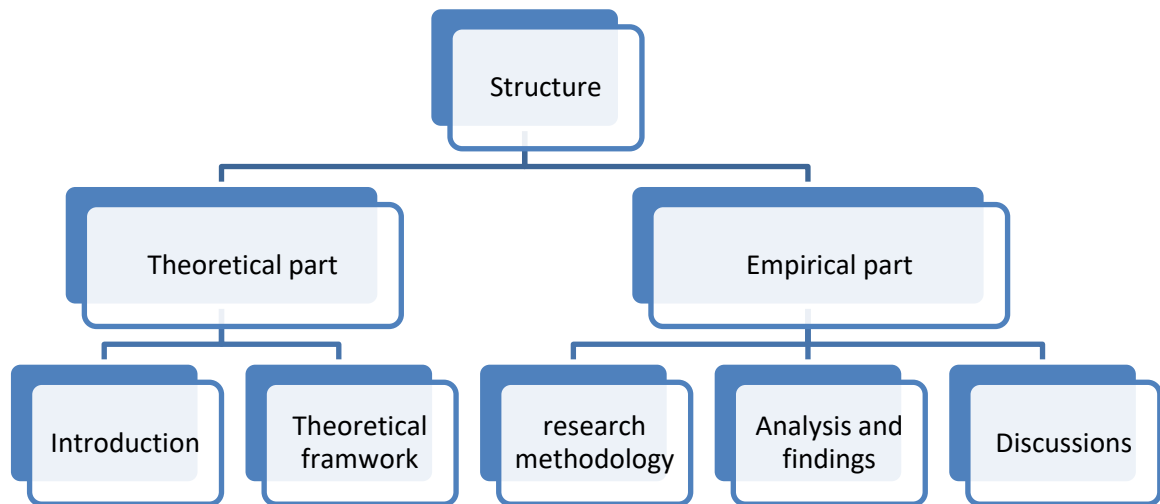 Structure
Theoretical part
Empirical part
Introduction
Theoretical
framwork
research
methodology
Analysis and
findings
Discussions